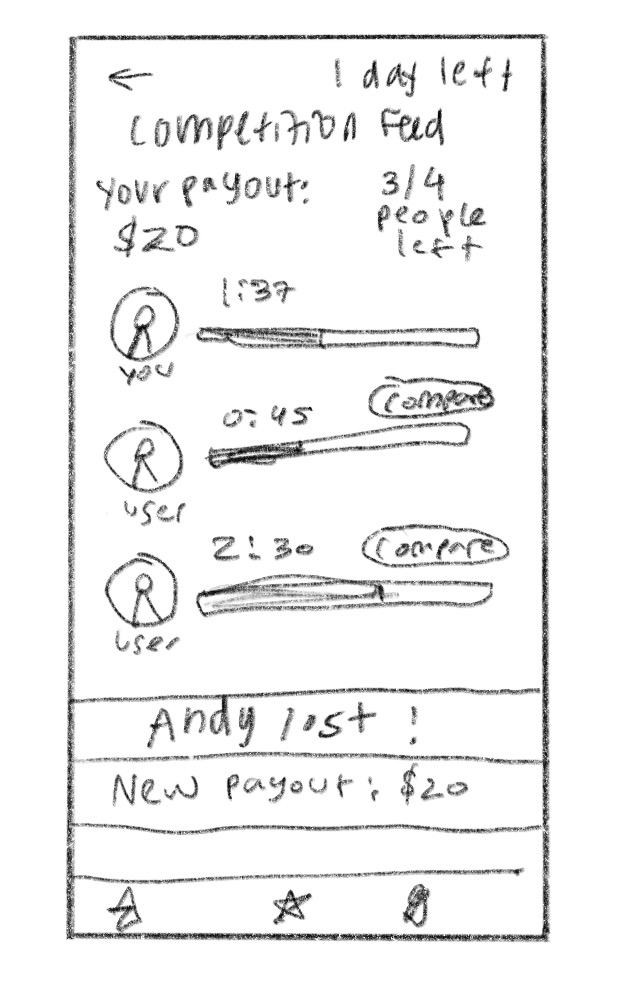 1 day left
Competition Feed
Your payout:
$20
3/4
people
left
1:37
you
compare
0:45
user
2:30
compare
user
Andy lost!
New payout: $20